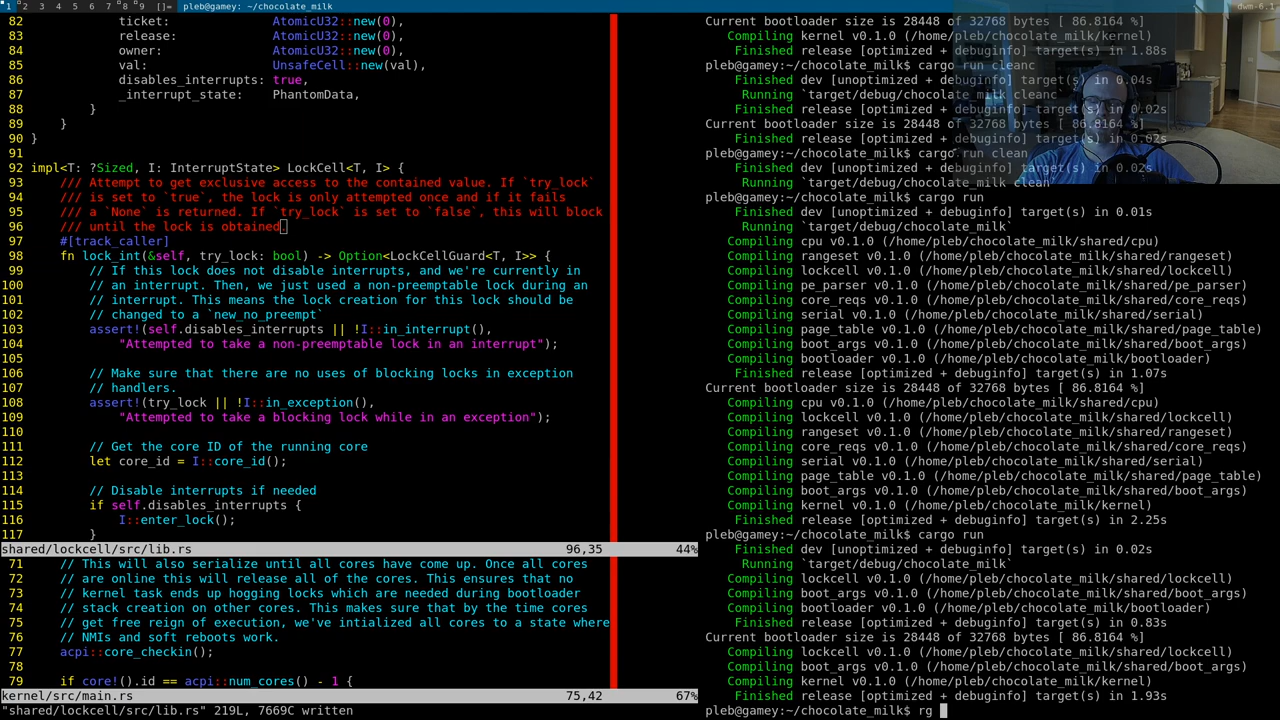 1 2 3 4 5 6 7 8 9 []= pleb@gamey: ~/chocolate_milk dwm-6.1
82 ticket: AtomicU32::new(0),
83 release: AtomicU32::new(0),
84 owner: AtomicU32::new(0),
85 val: UnsafeCell::new(val),
86 disables_interrupts: true,
87 _interrupt_state: PhantomData,
88 }
89 }
90 }
91
92 impl<T: ?Sized, I: InterruptState> LockCell<T, I> {
93 /// Attempt to get exclusive access to the contained value. If `try_lock`
94 /// is set to `true`, the lock is only attempted once and if it fails
95 /// a `None` is returned. If `try_lock` is set to `false`, this will block
96 /// until the lock is obtained.
97 #[track_caller]
98 fn lock_int(&self, try_lock: bool) -> Option<LockCellGuard<T, I>> {
99 // If this lock does not disable interrupts, and we're currently in
100 // an interrupt. Then, we just used a non-preemptable lock during an
101 // interrupt. This means the lock creation for this lock should be
102 // changed to a `new_no_preempt`
103 assert!(self.disables_interrupts || !I::in_interrupt(),
104 "Attempted to take a non-preemptable lock in an interrupt");
105
106 // Make sure that there are no uses of blocking locks in exception
107 // handlers.
108 assert!(try_lock || !I::in_exception(),
109 "Attempted to take a blocking lock while in an exception");
110
111 // Get the core ID of the running core
112 let core_id = I::core_id();
113
114 // Disable interrupts if needed
115 if self.disables_interrupts {
116 I::enter_lock();
117 }
shared/lockcell/src/lib.rs 96,35 44%
71 // This will also serialize until all cores have come up. Once all cores
72 // are online this will release all of the cores. This ensures that no
73 // kernel task ends up hogging locks which are needed during bootloader
74 // stack creation on other cores. This makes sure that by the time cores
75 // get free reign of execution, we've intialized all cores to a state where
76 // NMIs and soft reboots work.
77 acpi::core_checkin();
78
79 if core!().id == acpi::num_cores() - 1 {
kernel/src/main.rs 75,42 67%
"shared/lockcell/src/lib.rs" 219L, 7669C written
Current bootloader size is 28448 of 32768 bytes [ 86.8164 %]
Compiling kernel v0.1.0 (/home/pleb/chocolate_milk/kernel)
Finished release [optimized + debuginfo] target(s) in 1.88s
pleb@gamey:~/chocolate_milk$ cargo run cleanc
Finished dev [unoptimized + debuginfo] target(s) in 0.04s
Running `target/debug/chocolate_milk cleanc`
Finished release [optimized + debuginfo] target(s) in 0.02s
Current bootloader size is 28448 of 32768 bytes [ 86.8164 %]
Finished release [optimized + debuginfo] target(s) in 0.02s
pleb@gamey:~/chocolate_milk$ cargo run clean
Finished dev [unoptimized + debuginfo] target(s) in 0.02s
Running `target/debug/chocolate_milk clean`
pleb@gamey:~/chocolate_milk$ cargo run
Finished dev [unoptimized + debuginfo] target(s) in 0.01s
Running `target/debug/chocolate_milk`
Compiling cpu v0.1.0 (/home/pleb/chocolate_milk/shared/cpu)
Compiling rangeset v0.1.0 (/home/pleb/chocolate_milk/shared/rangeset)
Compiling lockcell v0.1.0 (/home/pleb/chocolate_milk/shared/lockcell)
Compiling pe_parser v0.1.0 (/home/pleb/chocolate_milk/shared/pe_parser)
Compiling core_reqs v0.1.0 (/home/pleb/chocolate_milk/shared/core_reqs)
Compiling serial v0.1.0 (/home/pleb/chocolate_milk/shared/serial)
Compiling page_table v0.1.0 (/home/pleb/chocolate_milk/shared/page_table)
Compiling boot_args v0.1.0 (/home/pleb/chocolate_milk/shared/boot_args)
Compiling bootloader v0.1.0 (/home/pleb/chocolate_milk/bootloader)
Finished release [optimized + debuginfo] target(s) in 1.07s
Current bootloader size is 28448 of 32768 bytes [ 86.8164 %]
Compiling cpu v0.1.0 (/home/pleb/chocolate_milk/shared/cpu)
Compiling lockcell v0.1.0 (/home/pleb/chocolate_milk/shared/lockcell)
Compiling rangeset v0.1.0 (/home/pleb/chocolate_milk/shared/rangeset)
Compiling core_reqs v0.1.0 (/home/pleb/chocolate_milk/shared/core_reqs)
Compiling serial v0.1.0 (/home/pleb/chocolate_milk/shared/serial)
Compiling page_table v0.1.0 (/home/pleb/chocolate_milk/shared/page_table)
Compiling boot_args v0.1.0 (/home/pleb/chocolate_milk/shared/boot_args)
Compiling kernel v0.1.0 (/home/pleb/chocolate_milk/kernel)
Finished release [optimized + debuginfo] target(s) in 2.25s
pleb@gamey:~/chocolate_milk$ cargo run
Finished dev [unoptimized + debuginfo] target(s) in 0.02s
Running `target/debug/chocolate_milk`
Compiling lockcell v0.1.0 (/home/pleb/chocolate_milk/shared/lockcell)
Compiling boot_args v0.1.0 (/home/pleb/chocolate_milk/shared/boot_args)
Compiling bootloader v0.1.0 (/home/pleb/chocolate_milk/bootloader)
Finished release [optimized + debuginfo] target(s) in 0.83s
Current bootloader size is 28448 of 32768 bytes [ 86.8164 %]
Compiling lockcell v0.1.0 (/home/pleb/chocolate_milk/shared/lockcell)
Compiling boot_args v0.1.0 (/home/pleb/chocolate_milk/shared/boot_args)
Compiling kernel v0.1.0 (/home/pleb/chocolate_milk/kernel)
Finished release [optimized + debuginfo] target(s) in 1.93s
pleb@gamey:~/chocolate_milk$ rg